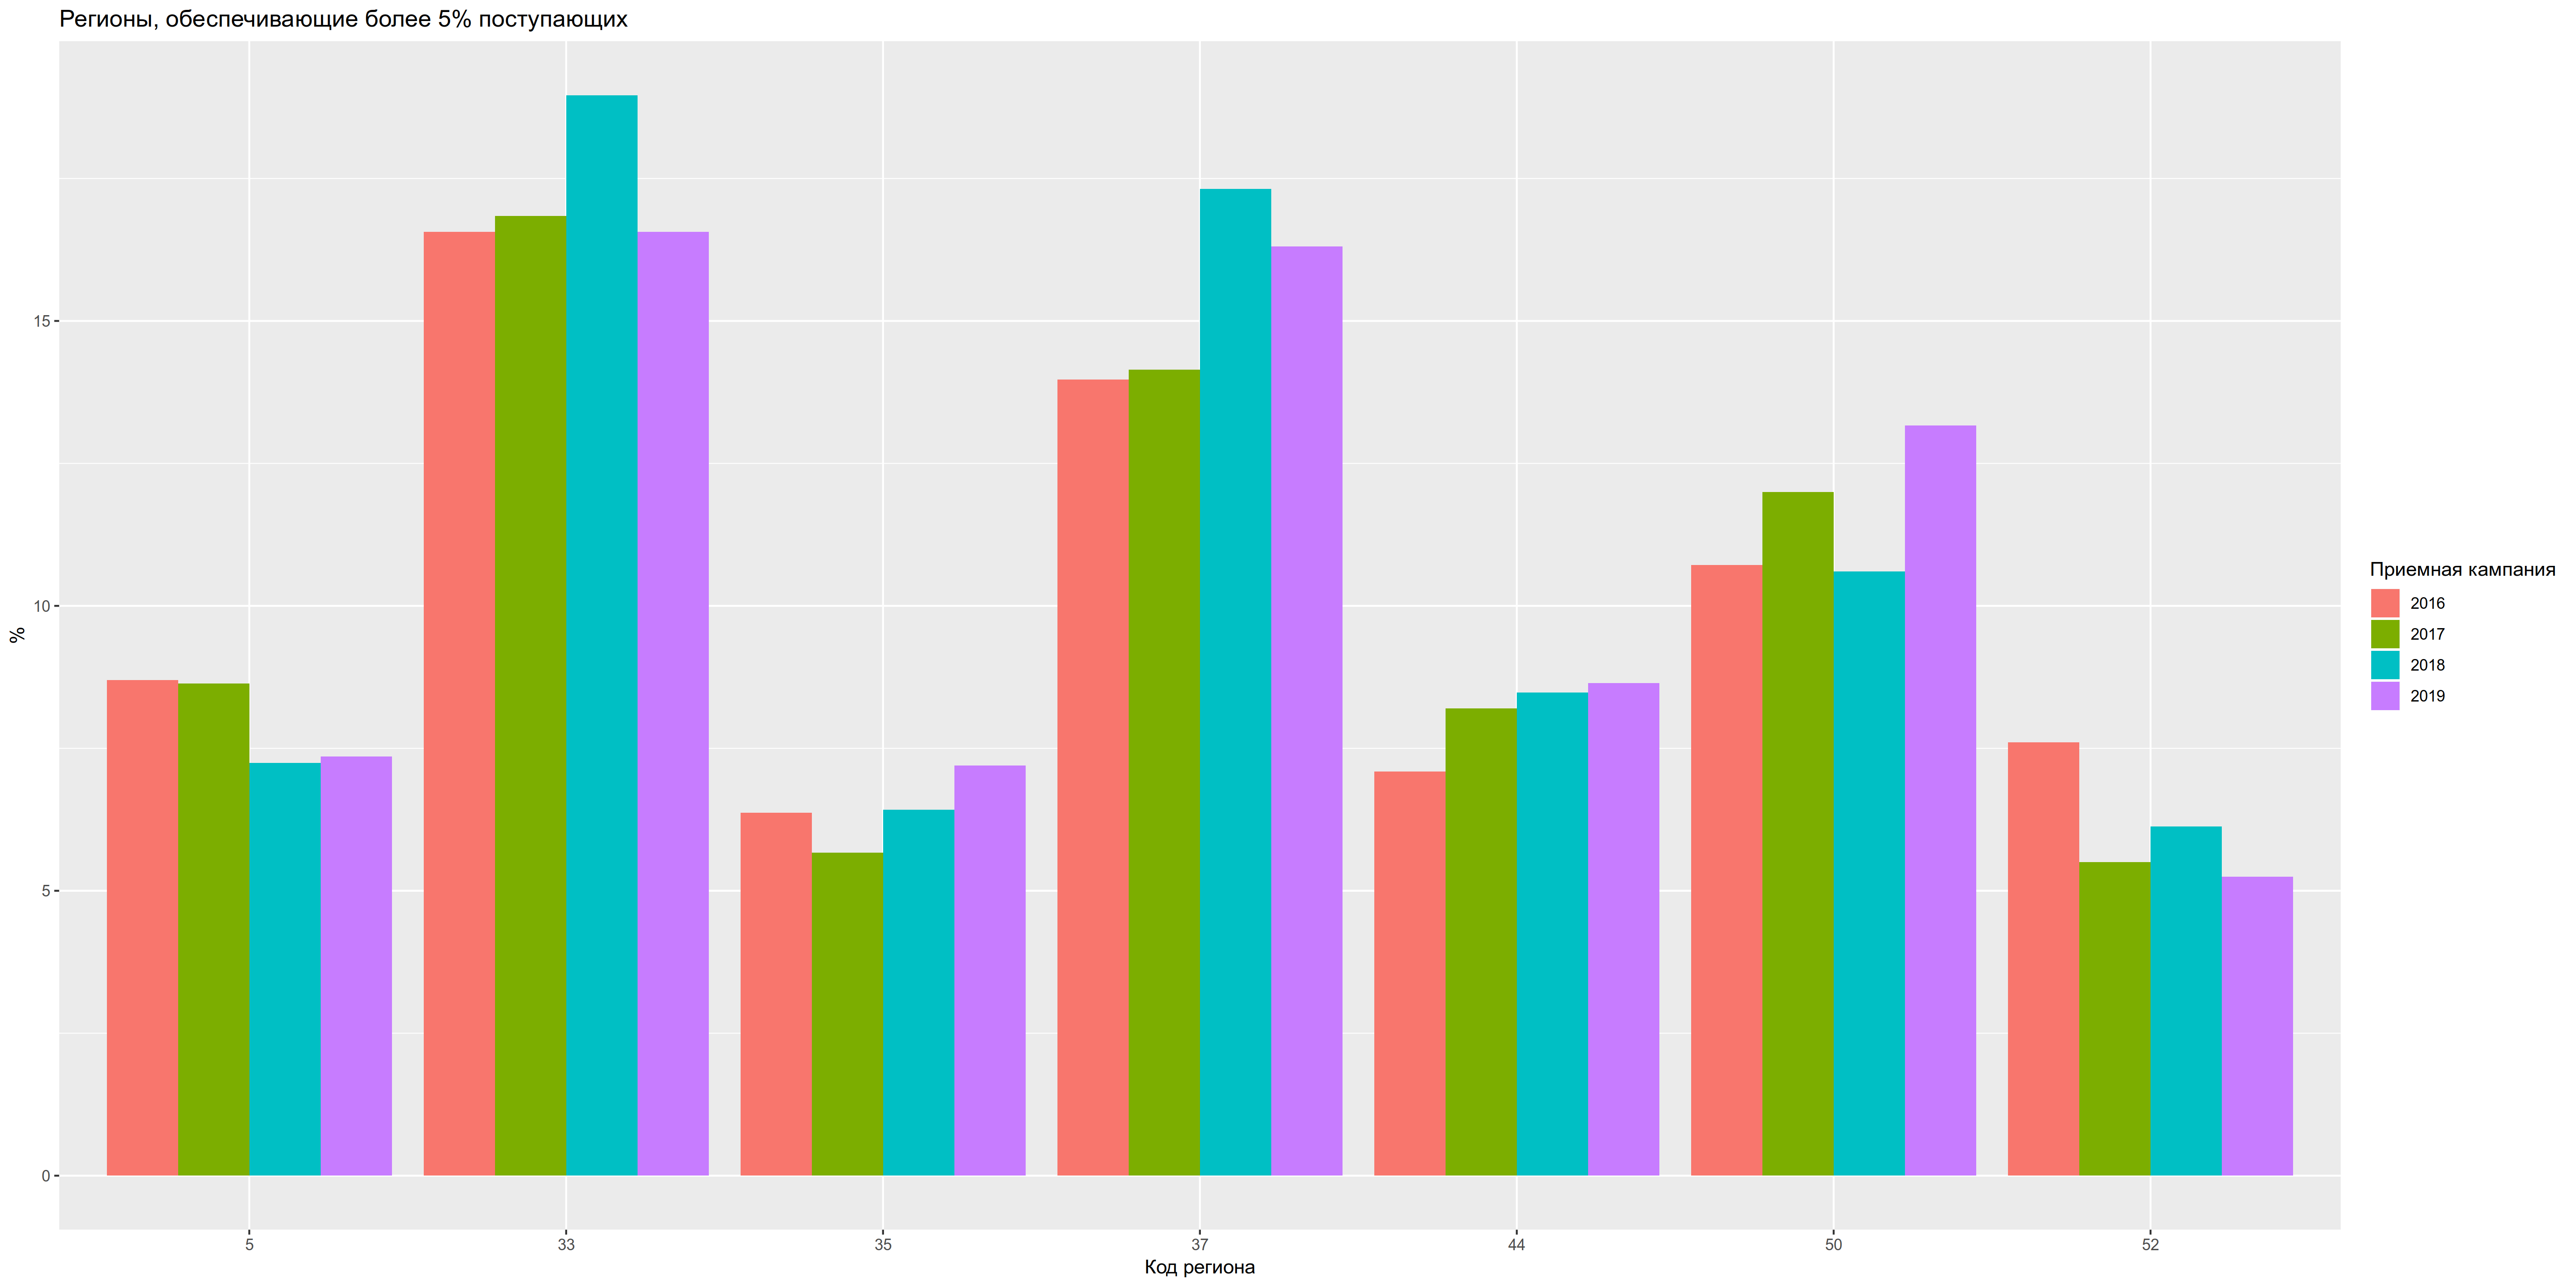 Регионы, обеспечивающие более 5% поступающих
15
10
5
0
%
5 33 35 37 44 50 52
Код региона
Приемная кампания
2016
2017
2018
2019